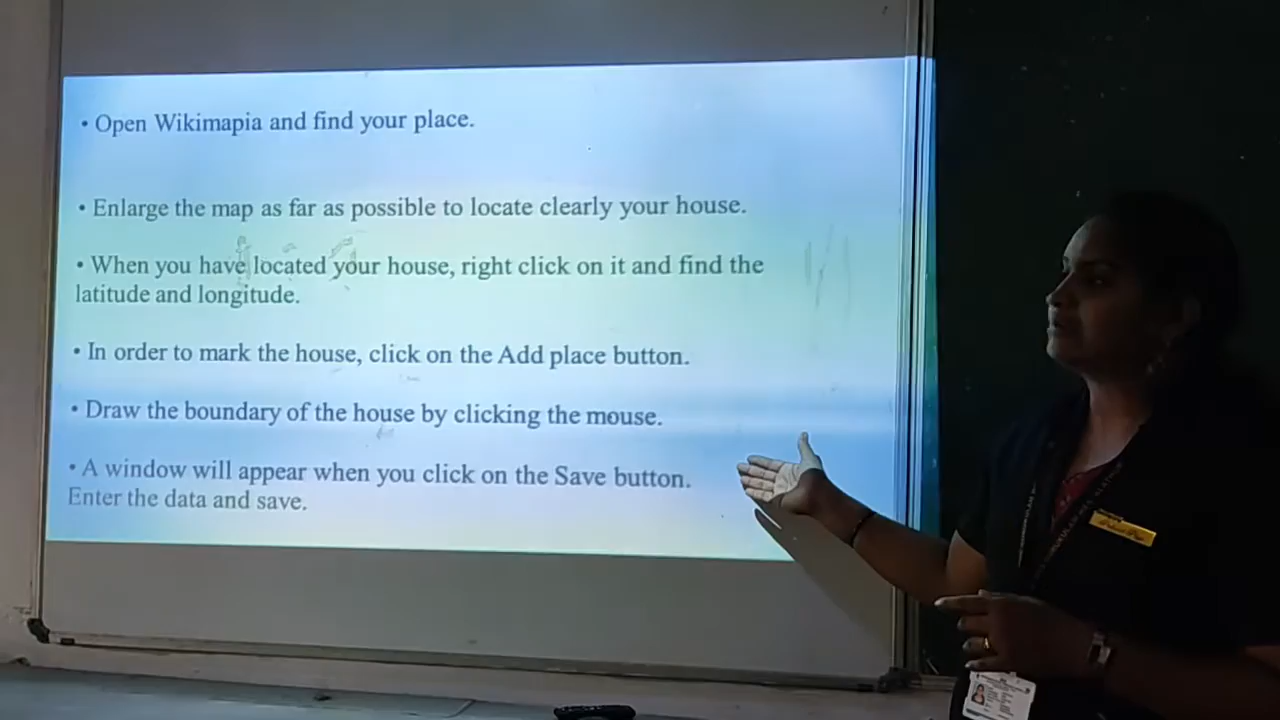 • Open Wikimapia and find your place.
• Enlarge the map as far as possible to locate clearly your house.
• When you have located your house, right click on it and find the
latitude and longitude.
• In order to mark the house, click on the Add place button.
• Draw the boundary of the house by clicking the mouse.
• A window will appear when you click on the Save button.
Enter the data and save.